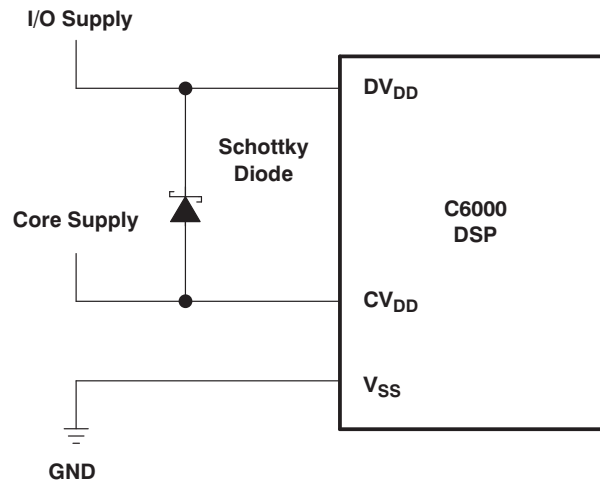 I/O Supply
DVDD
Schottky
Diode
Core Supply
C6000
DSP
CVDD
VSS
GND